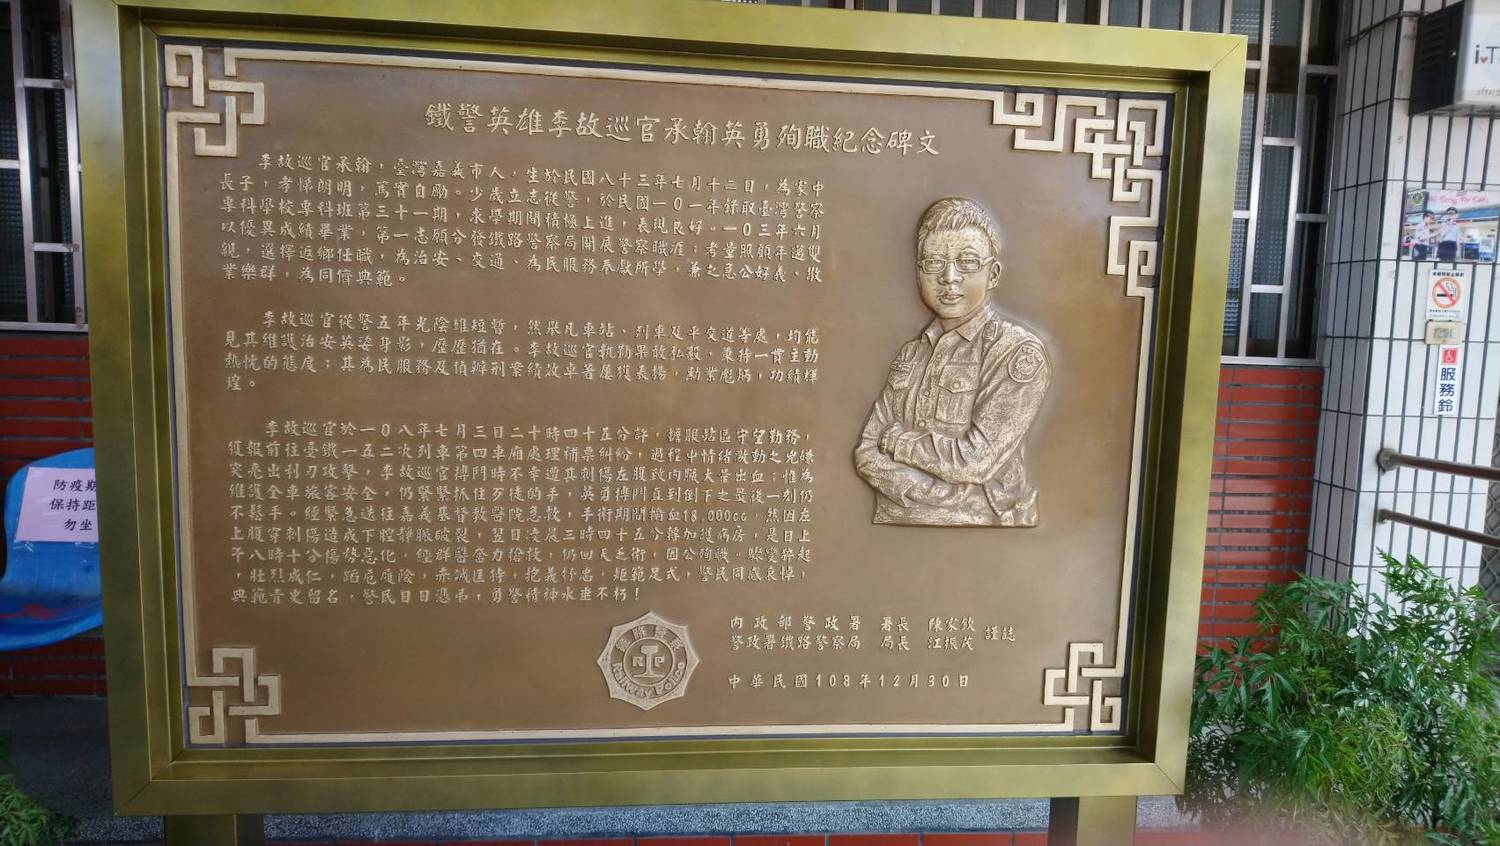 鐵警英雄李故巡官承翰英勇殉職紀念碑文
李故巡官承翰，臺灣嘉義市人，生於民國八十三年七月十二日，為家中
長子，孝悌朗明，篤實自勵。少歲立志從警，於民國一０一年錄取臺灣警察
專科學校專科班第三十一期，求學期間積極上進，表現良好。一０三年六月
以優異成績畢業，第一志願分發鐵路警察局開展警察職涯；考量照顧年邁雙
親，選擇返鄉任職，為治安、交通、為民服務奉獻所學，兼之急公好義、敬
業樂群，為同儕典範。
李故巡官從警五年光陰雖短暫，然嘉凡車站、列車及平交道等處，均能
見其維護治安英姿身影，歷歷猶在。李故巡官執勤果敢弘毅，秉持一貫主動
熱忱的態度；其為民服務及偵辦刑案績效卓著屢獲表揚，勳業彪炳，功績輝
煌。
李故巡官於一０八年七月三日二十時四十五分許，擔服站區守望勤務，
獲報前往臺鐵一五二次列車第四車廂處理補票糾紛，過程中情緒激動之兇嫌
突亮出利刃攻擊，李故巡官搏鬥時不幸遭其刺傷左腹致內臟大量出血；惟為
維護全車旅客安全，仍緊緊抓住歹徒的手，英勇搏鬥直到倒下之最後一刻仍
不鬆手。經緊急送往嘉義基督教醫院急救，手術期間輸血18,000cc，然因左
上腹穿刺傷造成下腔靜脈破裂，翌日凌晨三時四十五分轉加護病房，是日上
午八時十分傷勢惡化，經群醫奮力搶救，仍回天乏術，因公殉職。驟變猝起
，壯烈成仁，蹈危履險，赤誠匡持，抱義行忠，矩範足式，警民同感哀悼，
典範青史留名，警民日日憑弔，勇警精神永垂不朽！
內政部警政署 署長 陳家欽
警政署鐵路警察局 局長 江振茂 謹誌
中華民國108年12月30日
鐵路警察
RP
Railway Police
防疫期
保持距
勿坐
服務鈴